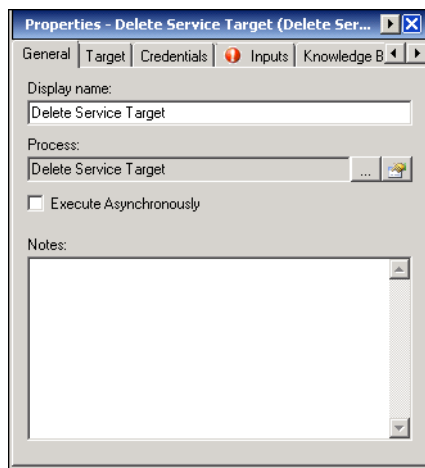 Properties - Delete Service Target (Delete Ser...
General Target Credentials Inputs Knowledge B
Display name:
Delete Service Target
Process:
Delete Service Target ...
Execute Asynchronously
Notes: